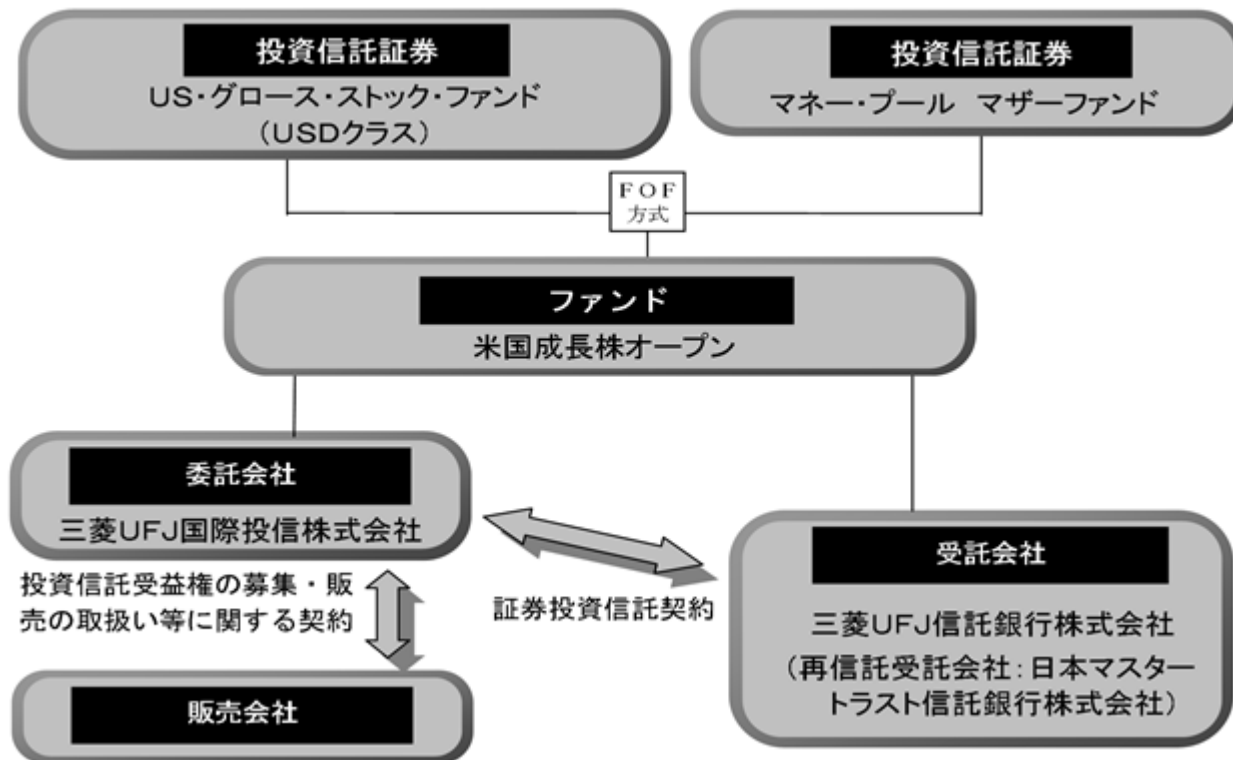 投資信託証券
US・グロース・ストック・ファンド
（USDクラス）
投資信託証券
マネー・プール　マザーファンド
FOF
方式
ファンド
米国成長株オープン
委託会社
三菱UFJ国際投信株式会社
投資信託受益権の募集・販
売の取扱い等に関する契約
販売会社
証券投資信託契約
受託会社
三菱UFJ信託銀行株式会社
（再信託受託会社：日本マスター
トラスト信託銀行株式会社）